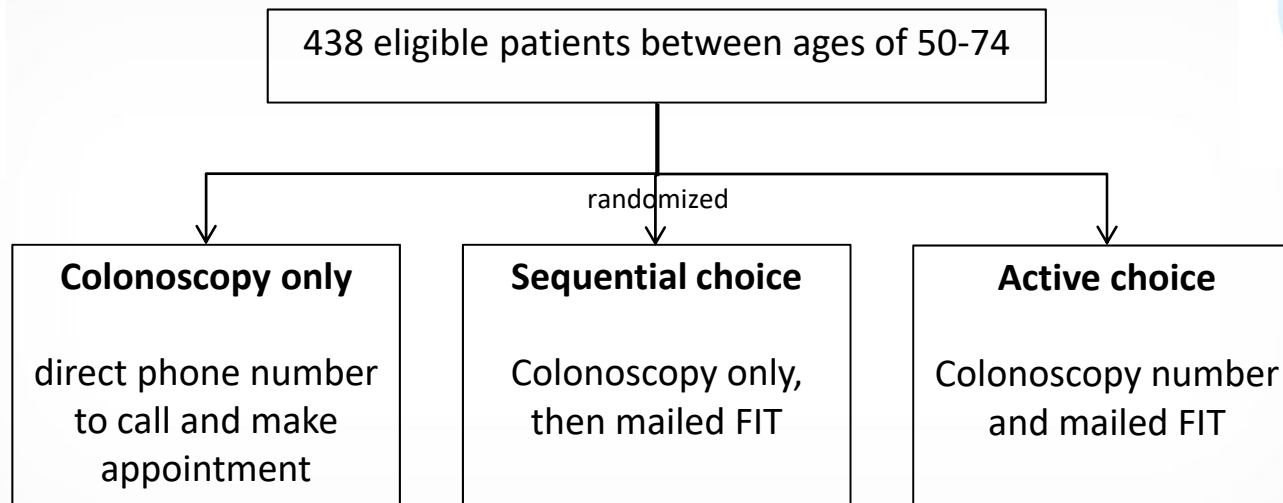 438 eligible patients between ages of 50-74
randomized
Colonoscopy only
direct phone number
to call and make
appointment
Sequential choice
Colonoscopy only,
then mailed FIT
Active choice
Colonoscopy number
and mailed FIT